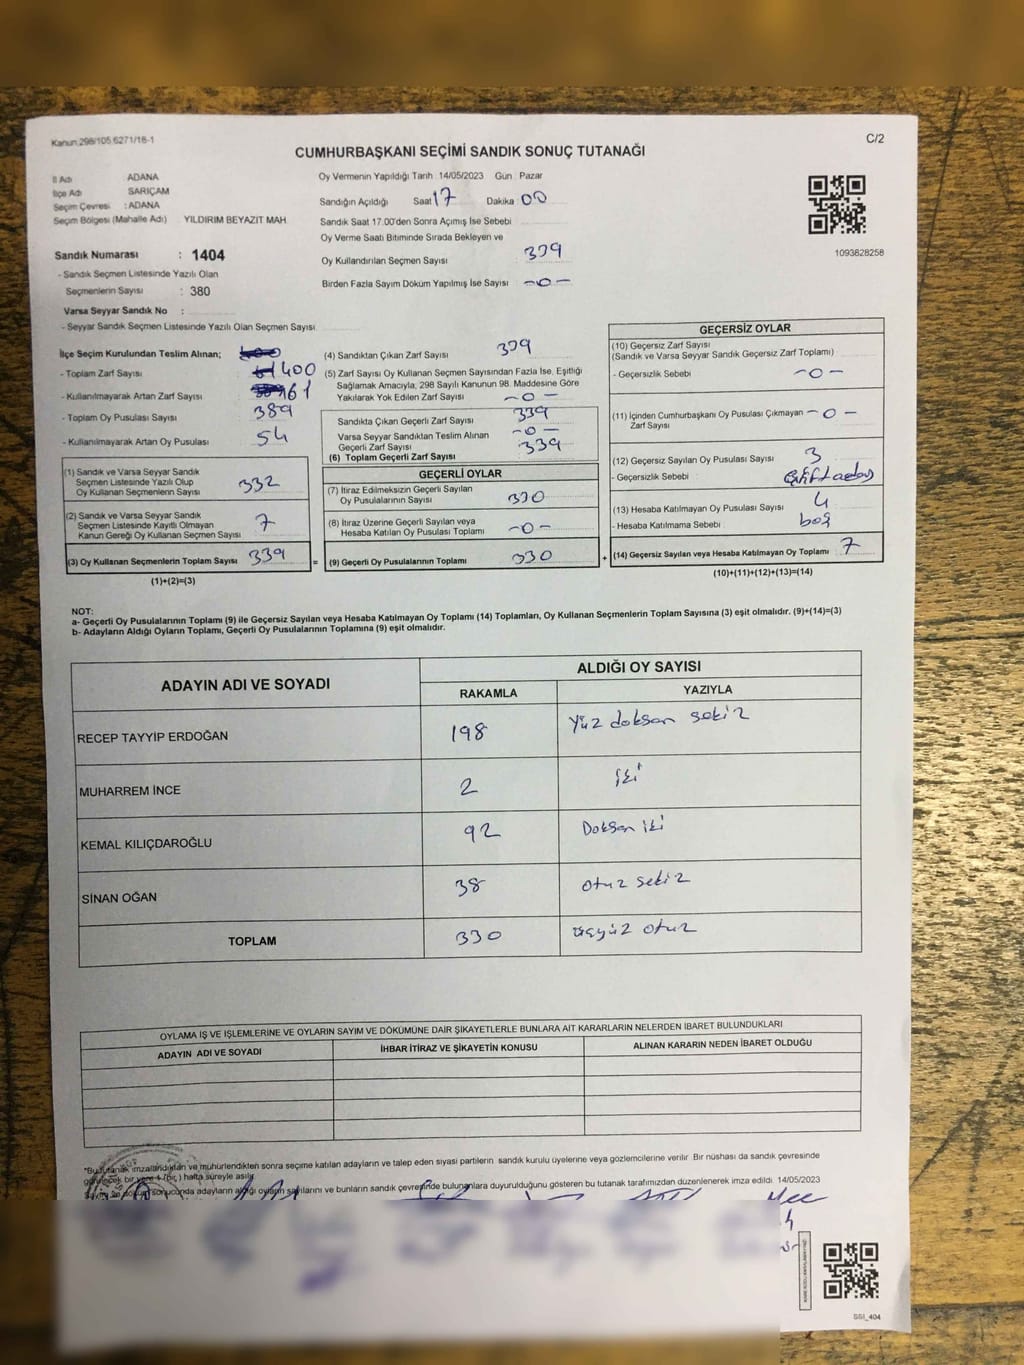 Kanun:298/105,6271/18-1
C/2
CUMHURBAŞKANI SEÇİMİ SANDIK SONUÇ TUTANAĞI
İl Adı ADANA
İlçe Adı SARIÇAM
Seçim Çevresi : ADANA
Seçim Bölgesi (Mahalle Adı) YILDIRIM BEYAZIT MAH.
Sandık Numarası : 1404
- Sandık Seçmen Listesinde Yazılı Olan
Seçmenlerin Sayısı : 380
Varsa Seyyar Sandık No :
- Seyyar Sandık Seçmen Listesinde Yazılı Olan Seçmen Sayısı
Oy Vermenin Yapıldığı Tarih : 14/05/2023 Gün : Pazar
Sandığın Açıldığı Saat 17 Dakika : 00
Sandık Saat 17.00'den Sonra Açımış İse Sebebi
Oy Verme Saati Bitiminde Sırada Bekleyen ve
Oy Kullandırılan Seçmen Sayısı 339
Birden Fazla Sayım Döküm Yapılmış İse Sayısı -0-
1093828258
İlçe Seçim Kurulundan Teslim Alınan;
- Toplam Zarf Sayısı 400
- Kullanılmayarak Artan Zarf Sayısı 61
- Toplam Oy Pusulası Sayısı 389
- Kullanılmayarak Artan Oy Pusulası 54
(1) Sandık ve Varsa Seyyar Sandık
Seçmen Listesinde Yazılı Olup
Oy Kullanan Seçmenlerin Sayısı 332
(2) Sandık ve Varsa Seyyar Sandık
Seçmen Listesinde Kayıtlı Olmayan
Kanun Gereği Oy Kullanan Seçmen Sayısı 7
(3) Oy Kullanan Seçmenlerin Toplam Sayısı 339 =
(1)+(2)=(3)
(4) Sandıktan Çıkan Zarf Sayısı 339
(5) Zarf Sayısı Oy Kullanan Seçmen Sayısından Fazla İse, Eşitliği
Sağlamak Amacıyla, 298 Sayılı Kanunun 98. Maddesine Göre
Yakılarak Yok Edilen Zarf Sayısı -0-
Sandıkta Çıkan Geçerli Zarf Sayısı 339
Varsa Seyyar Sandıktan Teslim Alınan -0-
Geçerli Zarf Sayısı
(6) Toplam Geçerli Zarf Sayısı 339
GEÇERLİ OYLAR
(7) İtiraz Edilmeksizin Geçerli Sayılan
Oy Pusulalarının Sayısı 330
(8) İtiraz Üzerine Geçerli Sayılan veya
Hesaba Katılan Oy Pusulası Toplamı -0-
(9) Geçerli Oy Pusulalarının Toplamı 330 +
GEÇERSİZ OYLAR
(10) Geçersiz Zarf Sayısı
(Sandık ve Varsa Seyyar Sandık Geçersiz Zarf Toplamı)
- Geçersizlik Sebebi -0-
(11) İçinden Cumhurbaşkanı Oy Pusulası Çıkmayan -0-
Zarf Sayısı
(12) Geçersiz Sayılan Oy Pusulası Sayısı 3
- Geçersizlik Sebebi : Çift aday
(13) Hesaba Katılmayan Oy Pusulası Sayısı 4
- Hesaba Katılmama Sebebi : boş
(14) Geçersiz Sayılan veya Hesaba Katılmayan Oy Toplamı 7
(10)+(11)+(12)+(13)=(14)
NOT:
a- Geçerli Oy Pusulalarının Toplamı (9) ile Geçersiz Sayılan veya Hesaba Katılmayan Oy Toplamı (14) Toplamları, Oy Kullanan Seçmenlerin Toplam Sayısına (3) eşit olmalıdır. (9)+(14)=(3)
b- Adayların Aldığı Oyların Toplamı, Geçerli Oy Pusulalarının Toplamına (9) eşit olmalıdır.
ADAYIN ADI VE SOYADI ALDIĞI OY SAYISI
RAKAMLA YAZIYLA
RECEP TAYYİP ERDOĞAN 198 Yüz doksan sekiz
MUHARREM İNCE 2 iki
KEMAL KILIÇDAROĞLU 92 Doksan iki
SİNAN OĞAN 38 otuz sekiz
TOPLAM 330 üçyüz otuz
OYLAMA İŞ VE İŞLEMLERİNE VE OYLARIN SAYIM VE DÖKÜMÜNE DAİR ŞİKAYETLERLE BUNLARA AİT KARARLARIN NELERDEN İBARET BULUNDUKLARI
ADAYIN ADI VE SOYADI İHBAR İTİRAZ VE ŞİKAYETİN KONUSU ALINAN KARARIN NEDEN İBARET OLDUĞU
*Bu tutanak imzalandıktan ve mühürlendikten sonra seçime katılan adayların ve talep eden siyasi partilerin sandık kurulu üyelerine veya gözlemcilerine verilir. Bir nüshası da sandık çevresinde
görülecek bir yere 1 (bir) hafta süreyle asılır.
Sayım ve döküm sonucunda adayların aldığı oyların sayılarını ve bunların sandık çevresinde bulunanlara duyurulduğunu gösteren bu tutanak tarafımızdan düzenlenerek imza edildi. 14/05/2023
SSI_404